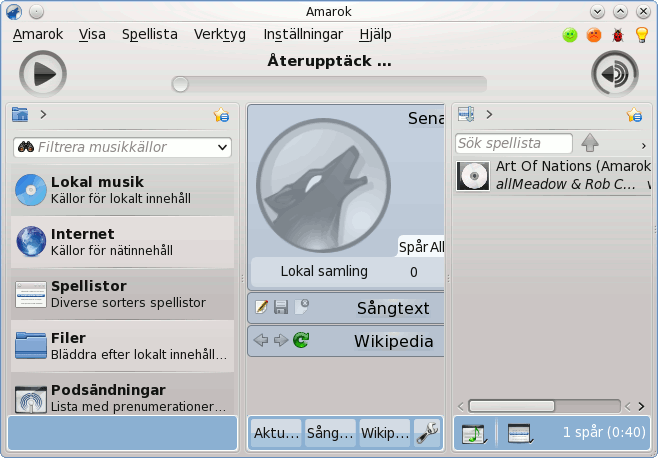 Amarok
Amarok Visa Spellista Verktyg Inställningar Hjälp
Återupptäck ...
Filtrera musikkällor
Lokal musik
Källor för lokalt innehåll
Internet
Källor för nätinnehåll
Spellistor
Diverse sorters spellistor
Filer
Bläddra efter lokalt innehåll...
Podsändningar
Lista med prenumerationer...
Sena
Spår All
Lokal samling 0
Sångtext
Wikipedia
Aktu... Sång... Wikip...
Sök spellista
Art Of Nations (Amarok
allMeadow & Rob C...
1 spår (0:40)